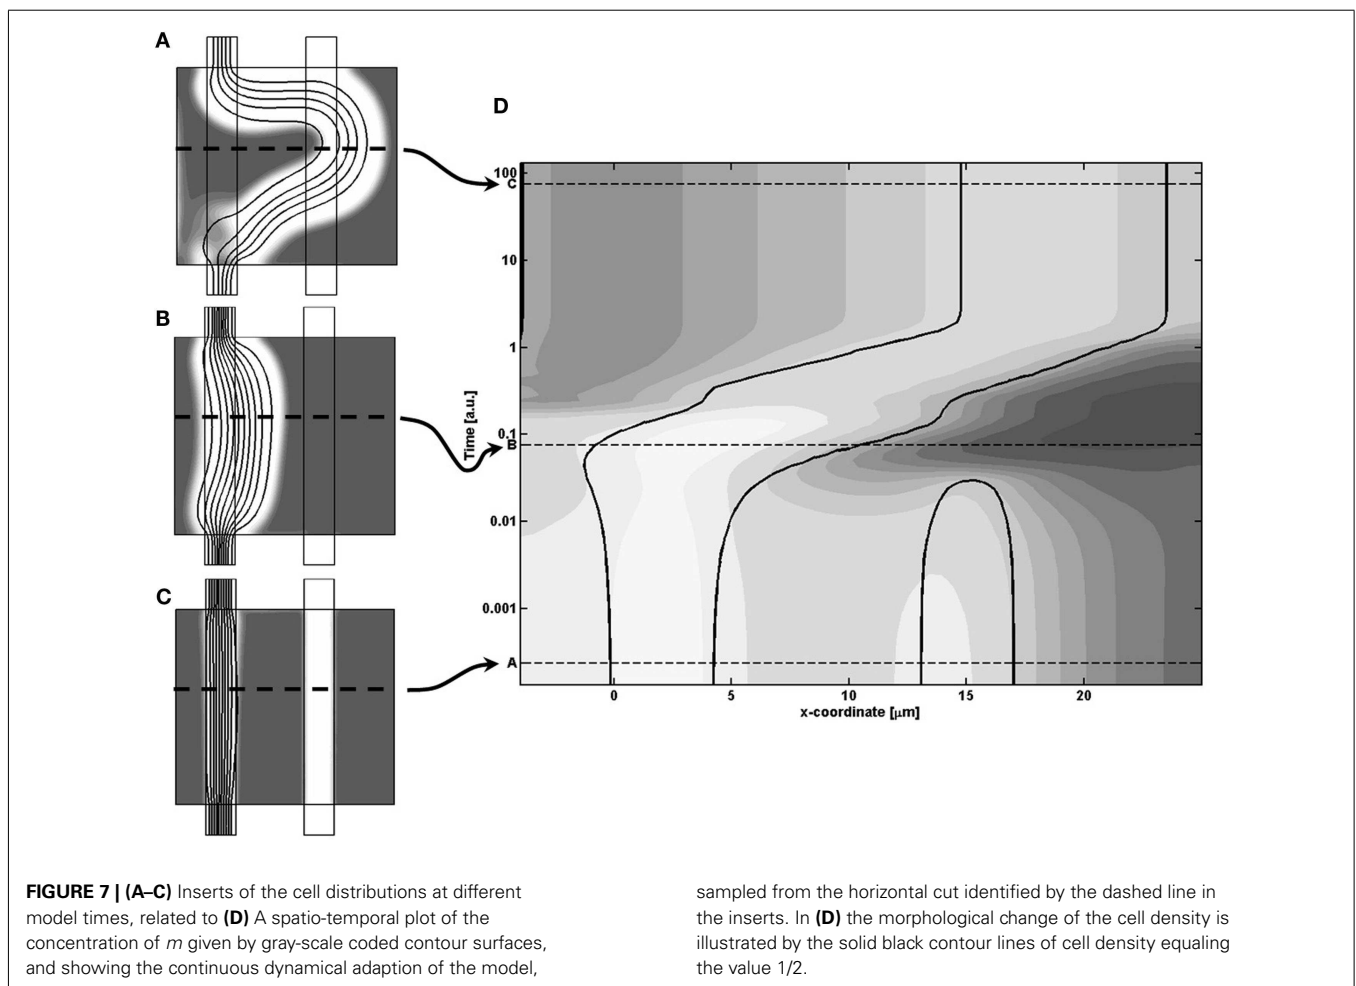 A
D
100
C
10
B
1
Time [a.u.]
0.1
B
0.01
C
0.001
A
0 5 10 15 20
x-coordinate [μm]
FIGURE 7 | (A–C) Inserts of the cell distributions at different
model times, related to (D) A spatio-temporal plot of the
concentration of m given by gray-scale coded contour surfaces,
and showing the continuous dynamical adaption of the model,
sampled from the horizontal cut identified by the dashed line in
the inserts. In (D) the morphological change of the cell density is
illustrated by the solid black contour lines of cell density equaling
the value 1/2.